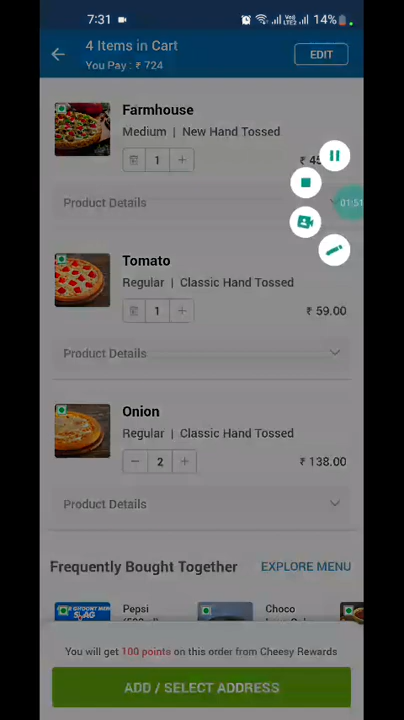 7:31
14%
4 Items in Cart
EDIT
You Pay : ₹ 724
Farmhouse
Medium | New Hand Tossed
1 +
01:51
Product Details
Tomato
Regular | Classic Hand Tossed
1 +
₹ 59.00
Product Details
Onion
Regular | Classic Hand Tossed
− 2 +
₹ 138.00
Product Details
Frequently Bought Together
EXPLORE MENU
Pepsi
Choco
You will get 100 points on this order from Cheesy Rewards
ADD / SELECT ADDRESS